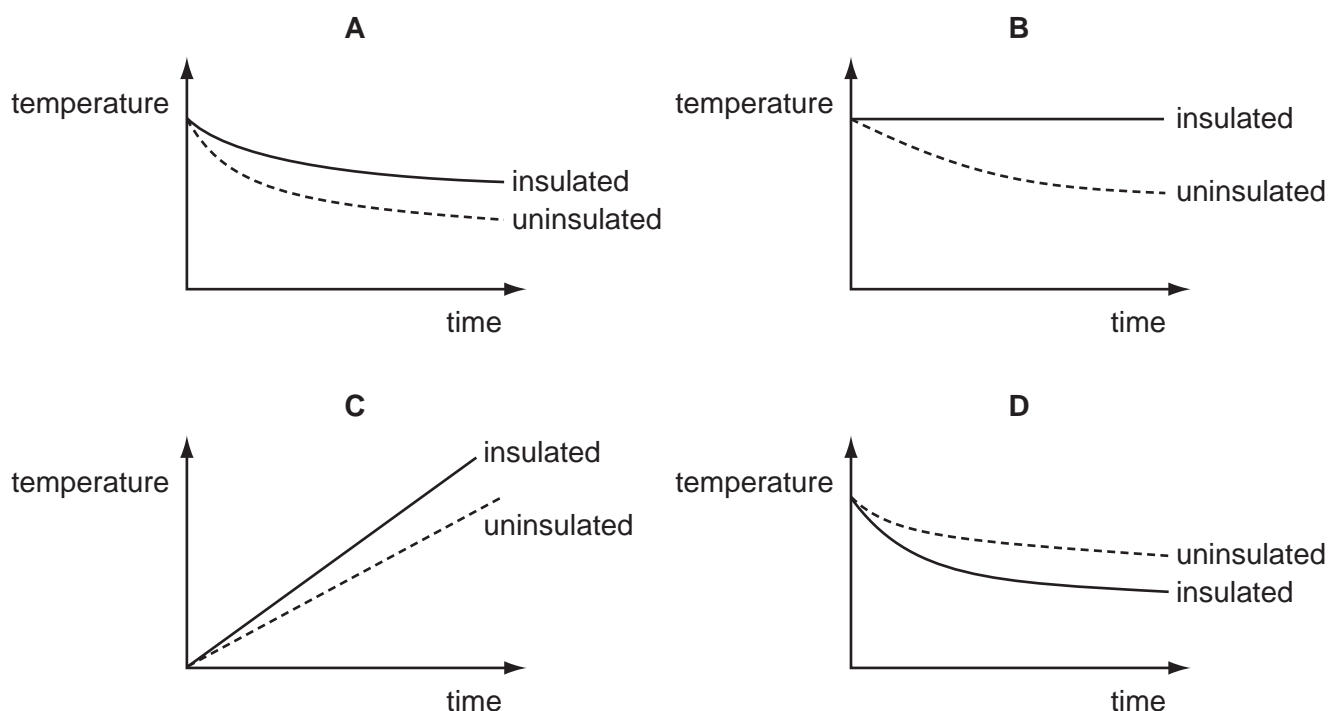 A
temperature
insulated
uninsulated
time
B
temperature
insulated
uninsulated
time
C
temperature
insulated
uninsulated
time
D
temperature
uninsulated
insulated
time